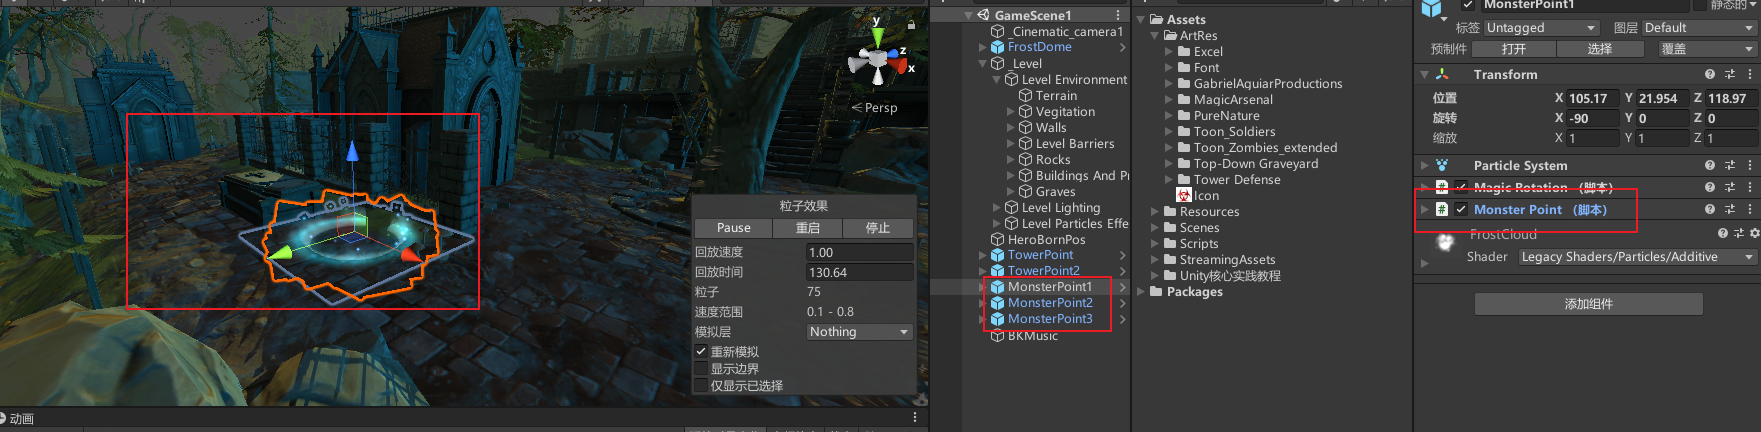 y
z
x
Persp
粒子效果
Pause 重启 停止
回放速度 1.00
回放时间 130.64
粒子 75
速度范围 0.1 - 0.8
模拟层 Nothing
重新模拟
显示边界
仅显示已选择
动画
GameScene1
_Cinematic_camera1
FrostDome
_Level
Level Environment
Terrain
Vegitation
Walls
Level Barriers
Rocks
Buildings And Pr
Graves
Level Lighting
Level Particles Effe
HeroBornPos
TowerPoint
TowerPoint2
MonsterPoint1
MonsterPoint2
MonsterPoint3
BKMusic
Assets
ArtRes
Excel
Font
GabrielAguiarProductions
MagicArsenal
PureNature
Toon_Soldiers
Toon_Zombies_extended
Top-Down Graveyard
Tower Defense
Icon
Resources
Scenes
Scripts
StreamingAssets
Unity核心实践教程
Packages
MonsterPoint1 静态的
标签 Untagged 图层 Default
预制件 打开 选择 覆盖
Transform
位置 X 105.17 Y 21.954 Z 118.97
旋转 X -90 Y 0 Z 0
缩放 X 1 Y 1 Z 1
Particle System
Magic Rotation （脚本）
Monster Point （脚本）
FrostCloud
Shader Legacy Shaders/Particles/Additive
添加组件